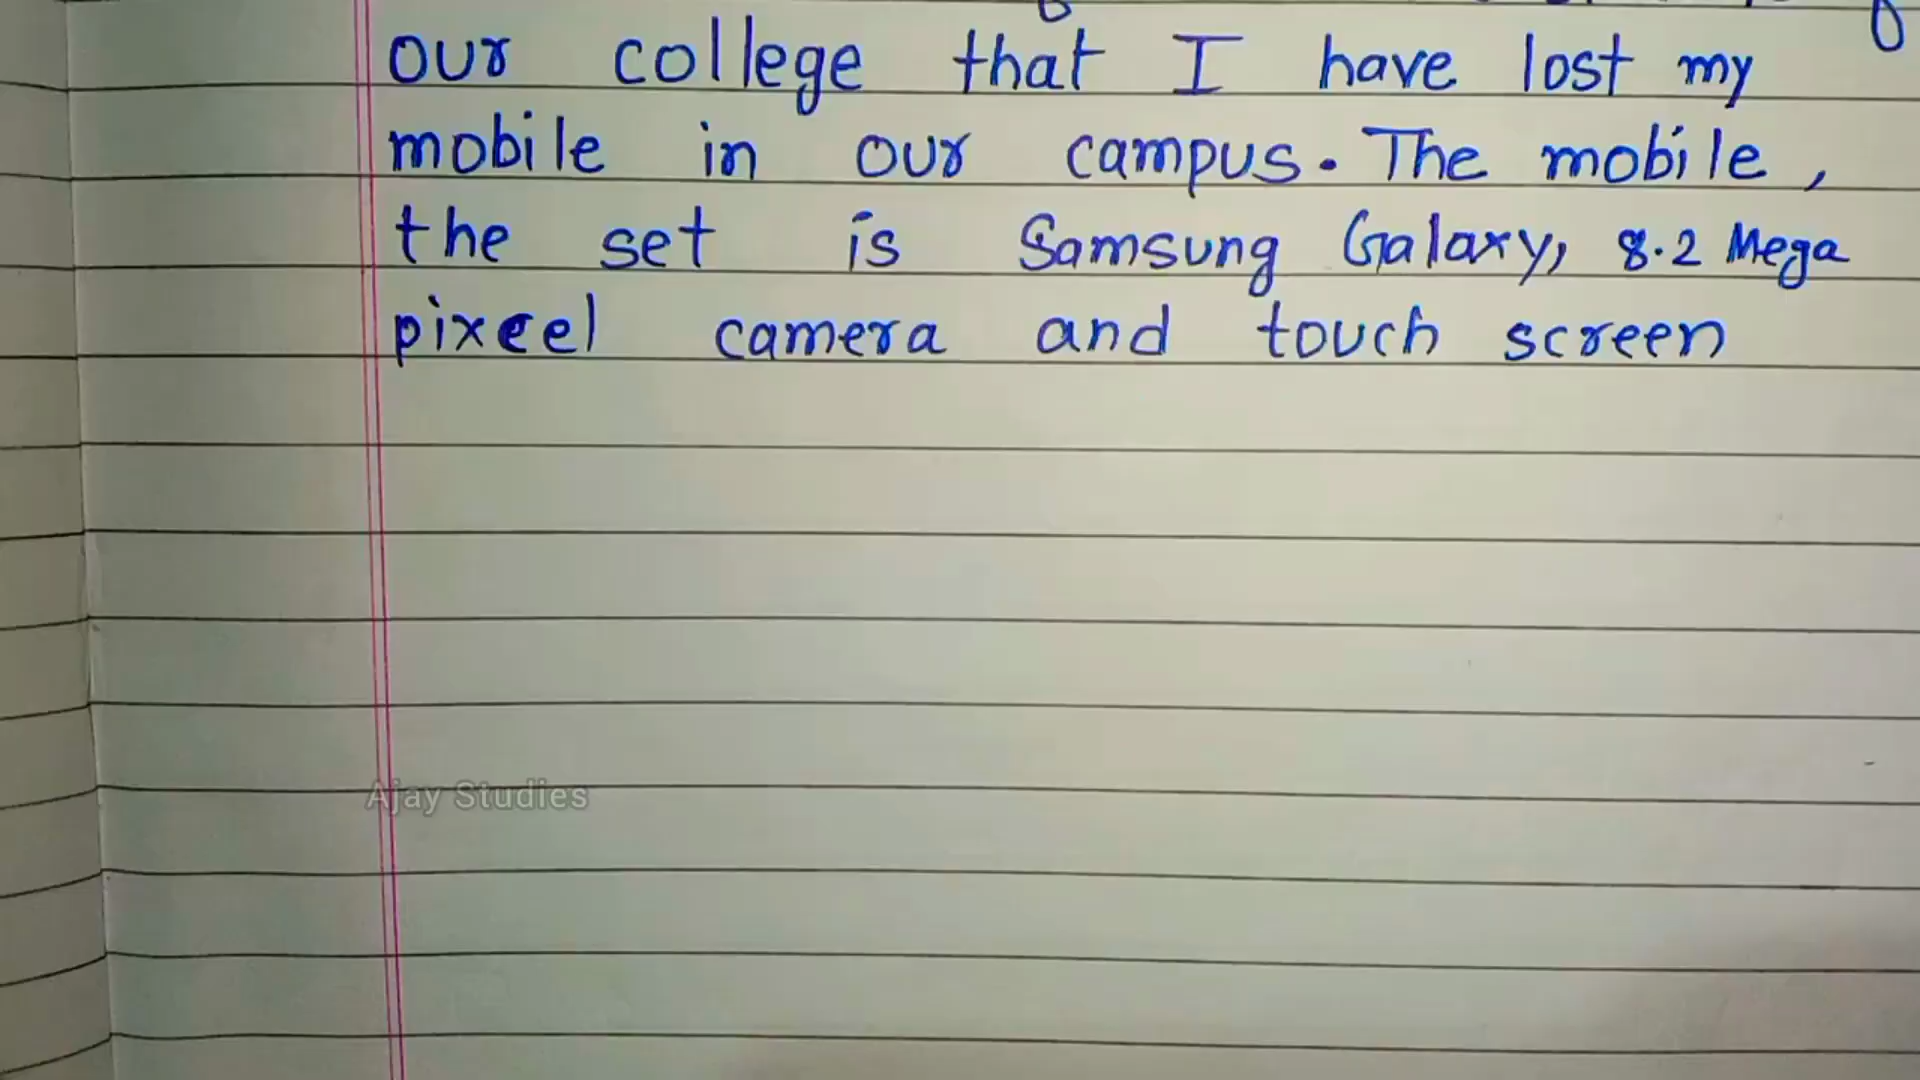 our college that I have lost my
mobile in our campus. The mobile,
the set is Samsung Galaxy, 8.2 Mega
pixeel camera and touch screen
Ajay Studies